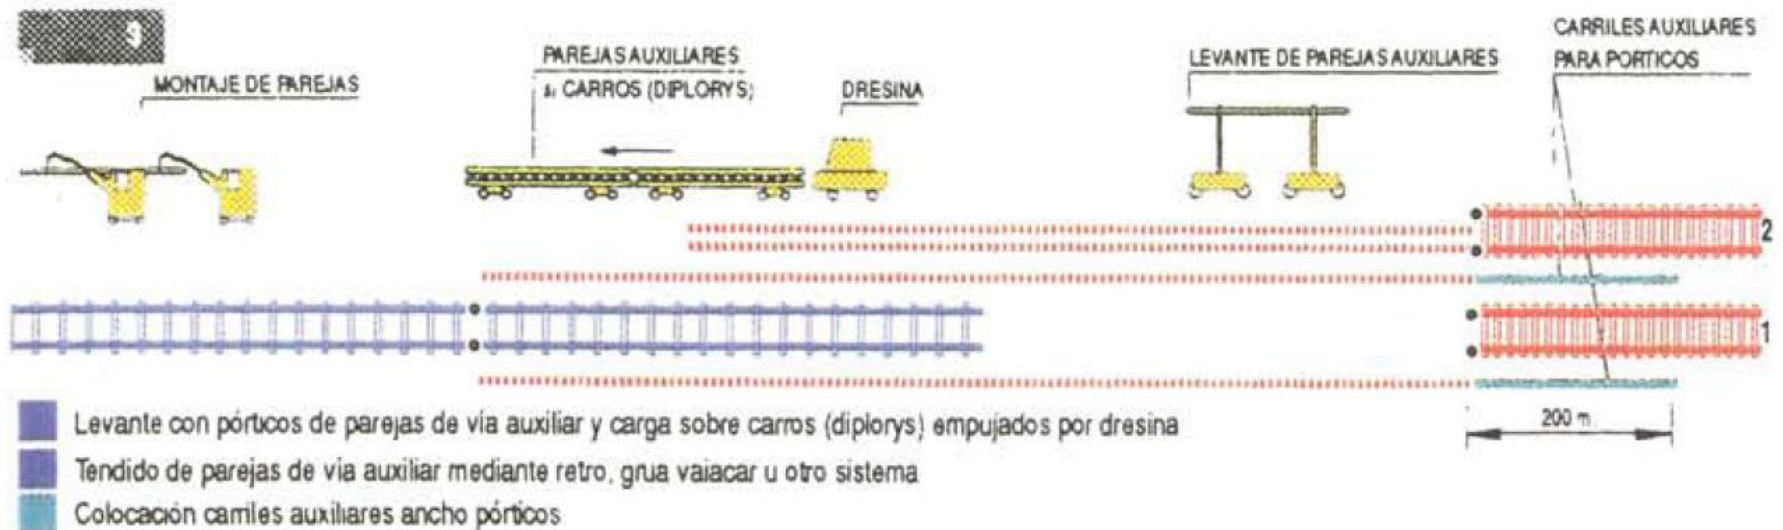 9
MONTAJE DE PAREJAS
PAREJAS AUXILIARES
s/ CARROS (DIPLORYS)
DRESINA
LEVANTE DE PAREJAS AUXILIARES
CARRILES AUXILIARES
PARA PORTICOS
2
1
200 m.
Levante con pórticos de parejas de vía auxiliar y carga sobre carros (diplorys) empujados por dresina
Tendido de parejas de vía auxiliar mediante retro, grua vaiacar u otro sistema
Colocación carriles auxiliares ancho pórticos